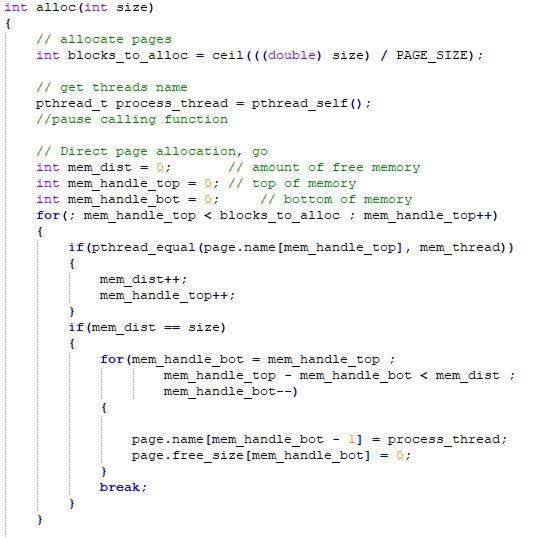 int alloc(int size)
{
// allocate pages
int blocks_to_alloc = ceil(((double) size) / PAGE_SIZE);
// get threads name
pthread_t process_thread = pthread_self();
//pause calling function
// Direct page allocation, go
int mem_dist = 0;       // amount of free memory
int mem_handle_top = 0; // top of memory
int mem_handle_bot = 0;     // bottom of memory
for(; mem_handle_top < blocks_to_alloc ; mem_handle_top++)
{
if(pthread_equal(page.name[mem_handle_top], mem_thread))
{
mem_dist++;
mem_handle_top++;
}
if(mem_dist == size)
{
for(mem_handle_bot = mem_handle_top ;
mem_handle_top - mem_handle_bot < mem_dist ;
mem_handle_bot--)
{
page.name[mem_handle_bot - 1] = process_thread;
page.free_size[mem_handle_bot] = 0;
}
break;
}
}